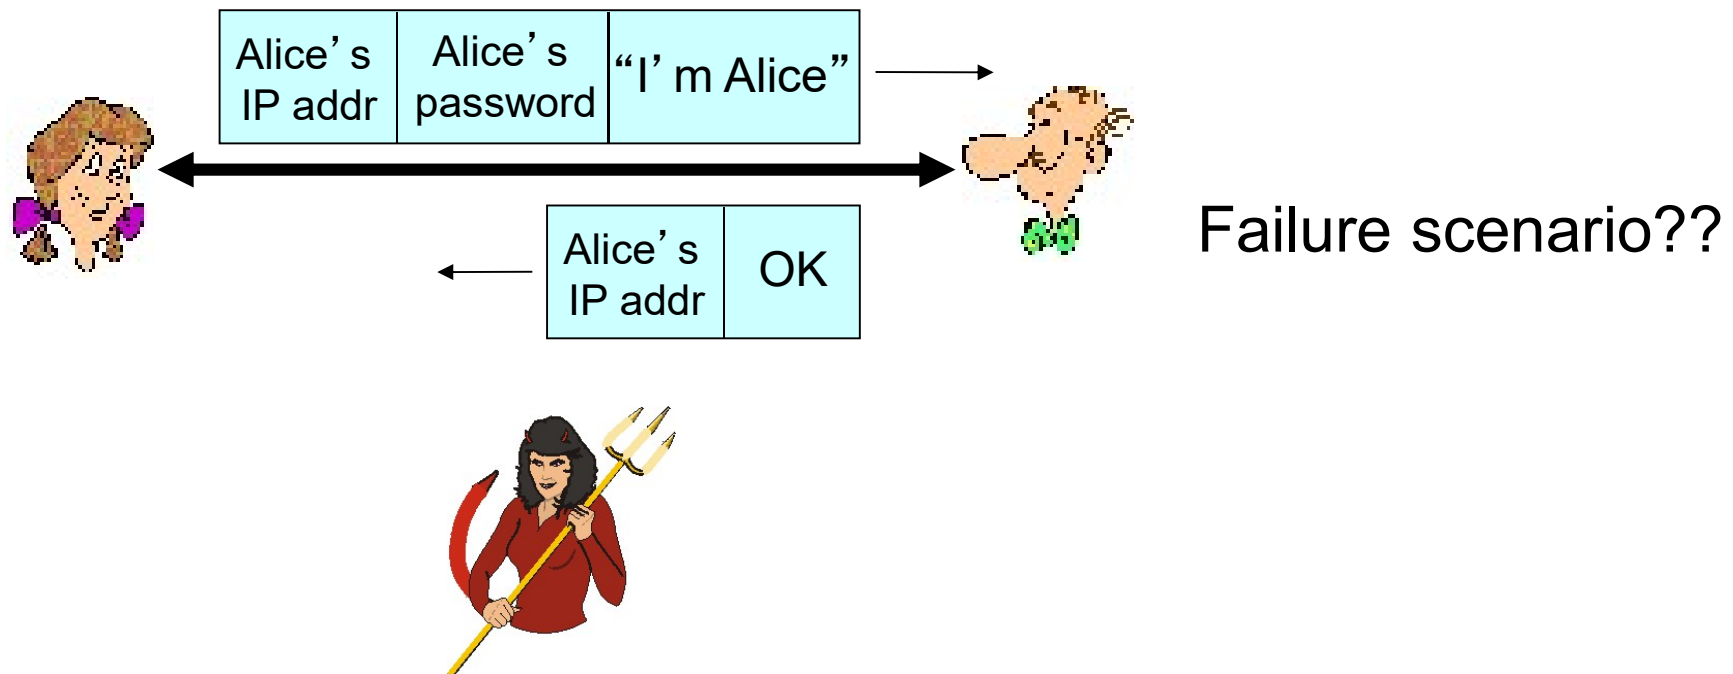 Alice’s
IP addr
Alice’s
password
“I’m Alice”
Alice’s
IP addr
OK
Failure scenario??